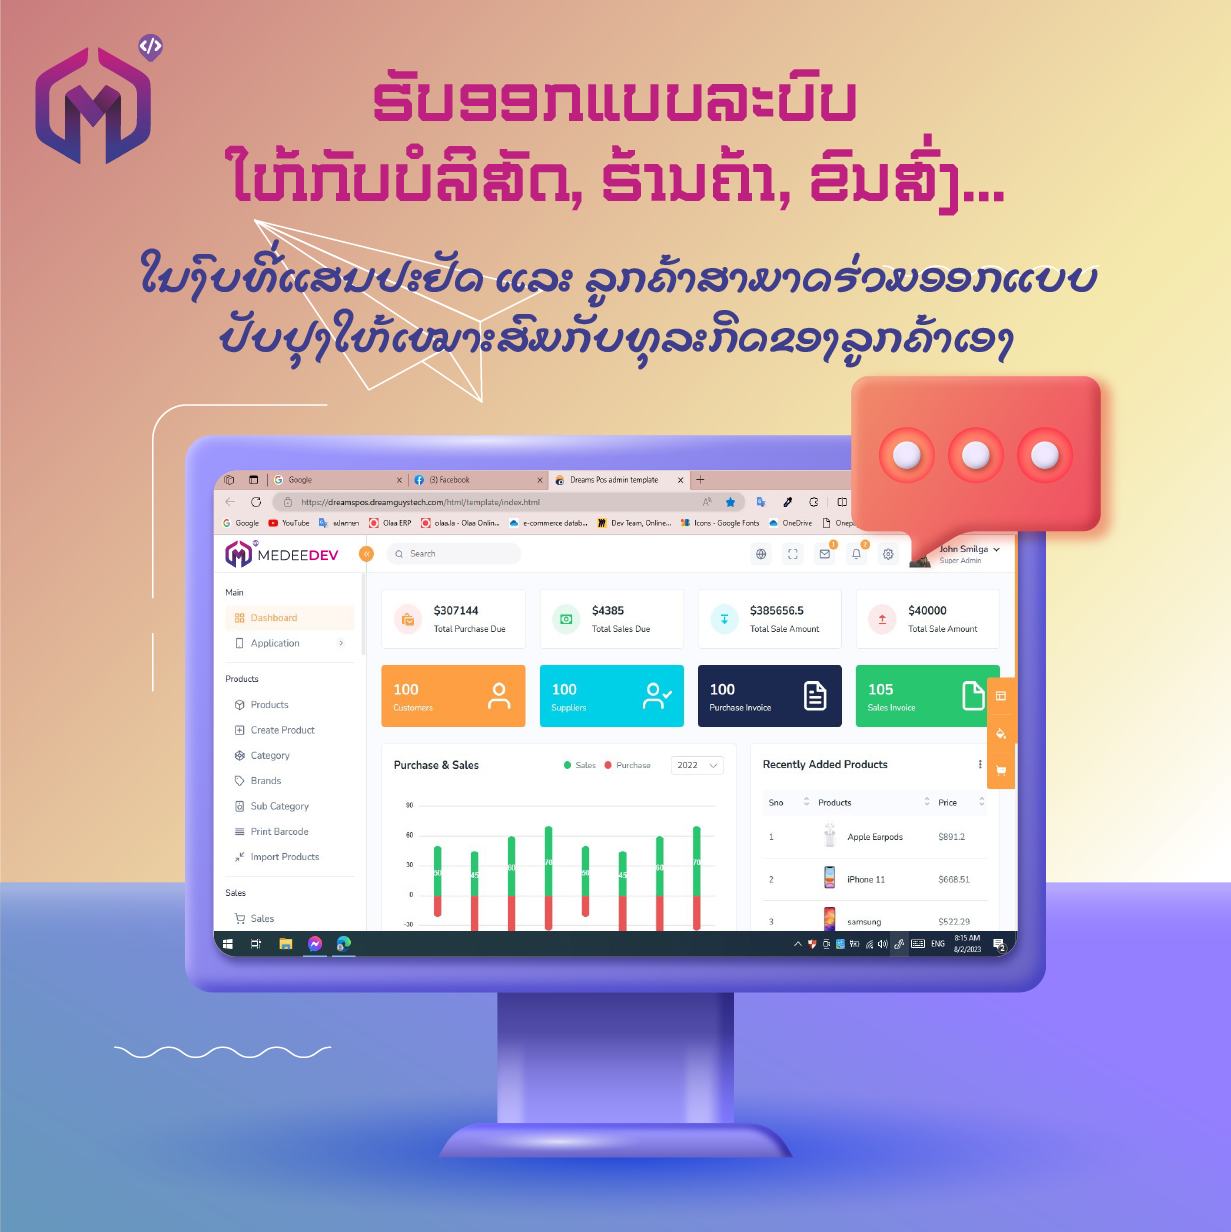 </>
ຮັບອອກແບບລະບົບ
ໃຫ້ກັບບໍລິສັດ, ຮ້ານຄ້າ, ຂົນສົ່ງ...
ໃນງົບທີ່ແສນປະຢັດ ແລະ ລູກຄ້າສາມາດຮ່ວມອອກແບບ
ປັບປຸງໃຫ້ເໝາະສົມກັບທຸລະກິດຂອງລູກຄ້າເອງ
Google
(3) Facebook
Dreams Pos admin template
https://dreamspos.dreamguystech.com/html/template/index.html
Google YouTube Olaa ERP olaa.la - Olaa Onlin... e-commerce datab... Dev Team, Online... Icons - Google Fonts OneDrive
MEDEEDEV
Search
1
2
John Smilga
Super Admin
Main
Dashboard
Application
Products
Products
Create Product
Category
Brands
Sub Category
Print Barcode
Import Products
Sales
Sales
$307144
Total Purchase Due
$4385
Total Sales Due
$385656.5
Total Sale Amount
$40000
Total Sale Amount
100
Customers
100
Suppliers
100
Purchase Invoice
105
Sales Invoice
Purchase & Sales
Sales Purchase
2022
90
60
30
0
-30
50 45 60 70 50 45 60 70
Recently Added Products
Sno Products Price
1 Apple Earpods $891.2
2 iPhone 11 $668.51
3 samsung $522.29
ENG
8:15 AM
8/2/2023
2